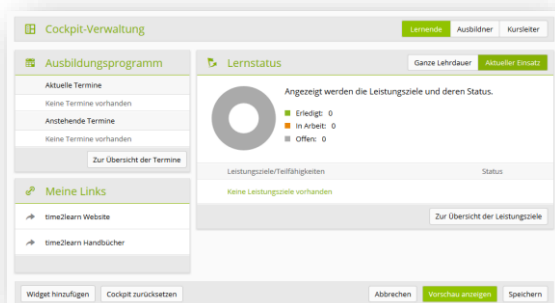 Cockpit-Verwaltung
Lernende Ausbildner Kursleiter
Ausbildungsprogramm
Aktuelle Termine
Keine Termine vorhanden
Anstehende Termine
Keine Termine vorhanden
Zur Übersicht der Termine
Meine Links
time2learn Website
time2learn Handbücher
Lernstatus
Ganze Lehrdauer Aktueller Einsatz
Angezeigt werden die Leistungsziele und deren Status.
Erledigt: 0
In Arbeit: 0
Offen: 0
Leistungsziele/Teilfähigkeiten Status
Keine Leistungsziele vorhanden
Zur Übersicht der Leistungsziele
Widget hinzufügen Cockpit zurücksetzen Abbrechen Vorschau anzeigen Speichern